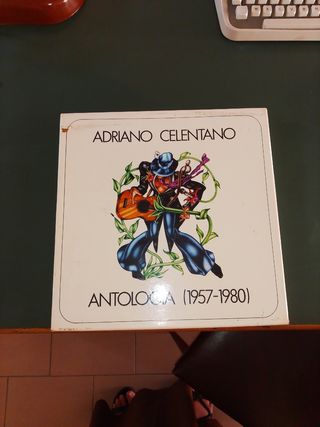 ADRIANO CELENTANO
ANTOLOGIA (1957-1980)